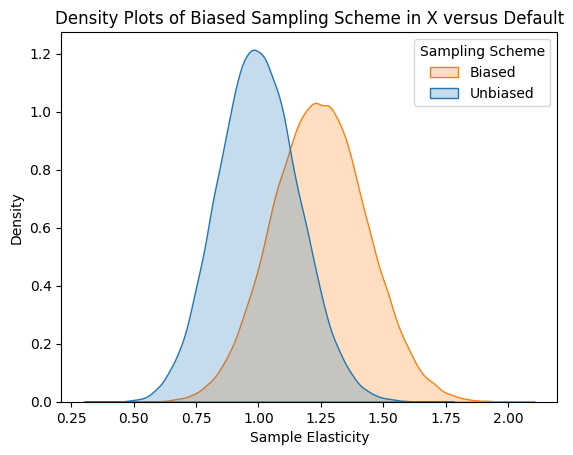 Density Plots of Biased Sampling Scheme in X versus Default
Sampling Scheme
Biased
Unbiased
Density
1.2
1.0
0.8
0.6
0.4
0.2
0.0
0.25 0.50 0.75 1.00 1.25 1.50 1.75 2.00
Sample Elasticity